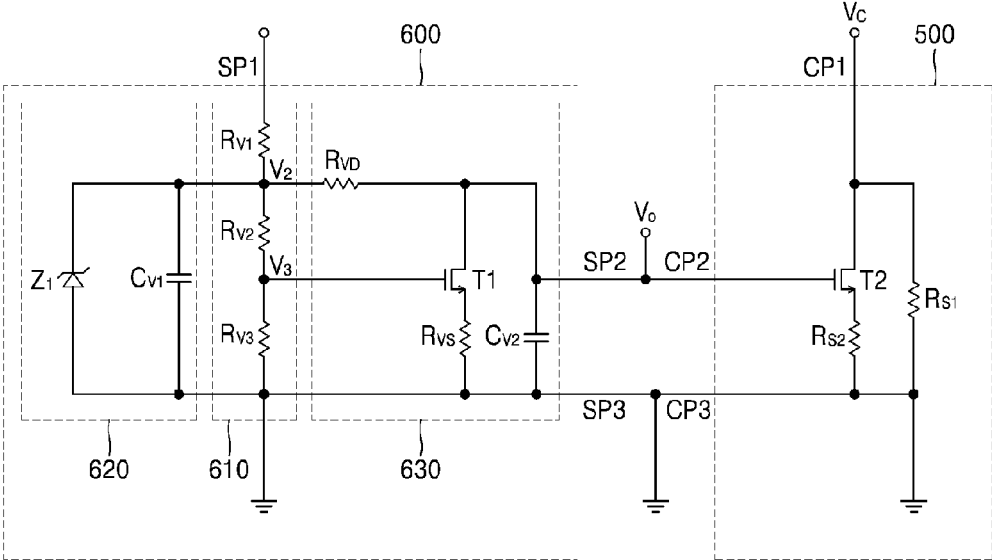 VC
600
500
SP1
CP1
RV1
V2
RVD
Vo
RV2
V3
SP2
CP2
Z1
CV1
T1
T2
RS1
RV3
RVS
CV2
RS2
SP3
CP3
620
610
630